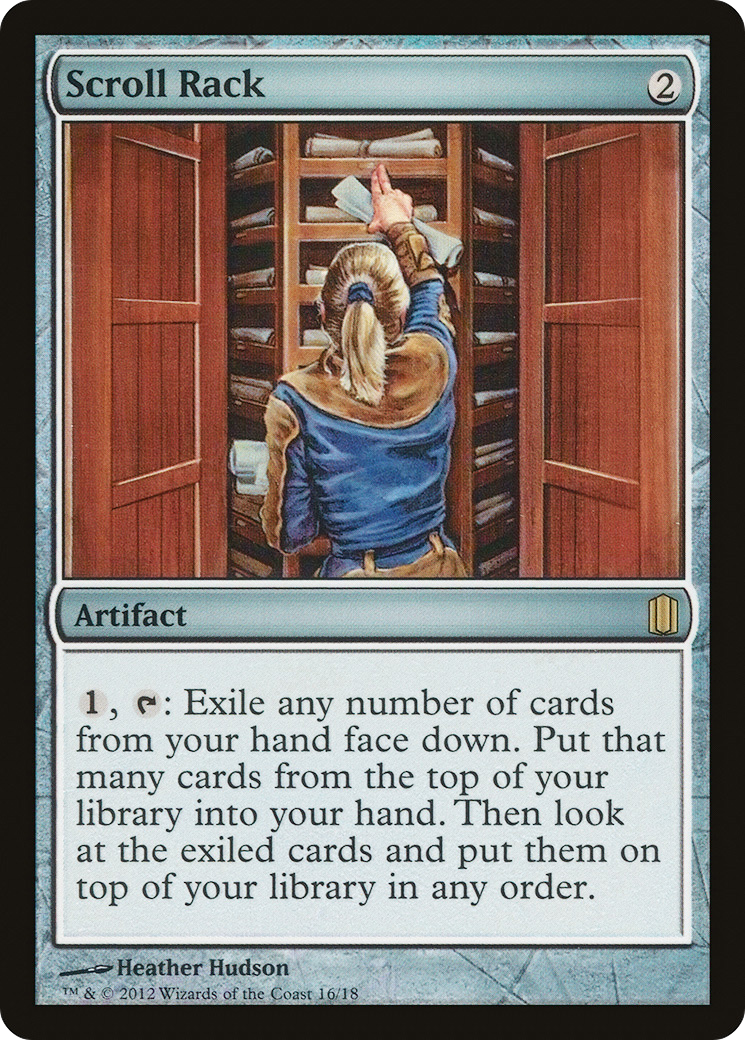 Scroll Rack 2
Artifact
1, : Exile any number of cards
from your hand face down. Put that
many cards from the top of your
library into your hand. Then look
at the exiled cards and put them on
top of your library in any order.
Heather Hudson
™ & © 2012 Wizards of the Coast 16/18